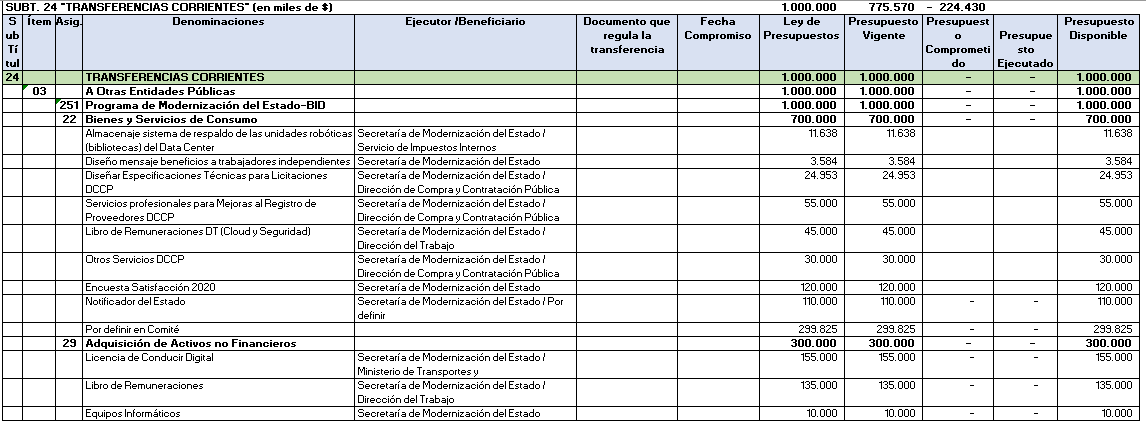 SUBT. 24 "TRANSFERENCIAS CORRIENTES" (en miles de $) 1.000.000 775.570 - 224.430
S ub Tí tul Ítem Asig. Denominaciones Ejecutor /Beneficiario Documento que regula la transferencia Fecha Compromiso Ley de Presupuestos Presupuesto Vigente Presupuest o Comprometi do Presupue sto Ejecutado Presupuesto Disponible
24 TRANSFERENCIAS CORRIENTES 1.000.000 1.000.000 - - 1.000.000
03 A Otras Entidades Públicas 1.000.000 1.000.000 - - 1.000.000
251 Programa de Modernización del Estado-BID 1.000.000 1.000.000 - - 1.000.000
22 Bienes y Servicios de Consumo 700.000 700.000 - - 700.000
Almacenaje sistema de respaldo de las unidades robóticas Secretaría de Modernización del Estado / 11.638 11.638 11.638
(bibliotecas) del Data Center Servicio de Impuestos Internos
Diseño mensaje beneficios a trabajadores independientes Secretaría de Modernización del Estado 3.584 3.584 3.584
Diseñar Especificaciones Técnicas para Licitaciones Secretaría de Modernización del Estado / 24.953 24.953 24.953
DCCP Dirección de Compra y Contratación Pública
Servicios profesionales para Mejoras al Registro de Secretaría de Modernización del Estado / 55.000 55.000 55.000
Proveedores DCCP Dirección de Compra y Contratación Pública
Libro de Remuneraciones DT (Cloud y Seguridad) Secretaría de Modernización del Estado / 45.000 45.000 45.000
Dirección del Trabajo
Otros Servicios DCCP Secretaría de Modernización del Estado / 30.000 30.000 30.000
Dirección de Compra y Contratación Pública
Encuesta Satisfacción 2020 Secretaría de Modernización del Estado 120.000 120.000 120.000
Notificador del Estado Secretaría de Modernización del Estado / Por 110.000 110.000 - - 110.000
definir
Por definir en Comité 299.825 299.825 - - 299.825
29 Adquisición de Activos no Financieros 300.000 300.000 - - 300.000
Licencia de Conducir Digital Secretaría de Modernización del Estado / 155.000 155.000 - - 155.000
Ministerio de Transportes y
Libro de Remuneraciones Secretaría de Modernización del Estado / 135.000 135.000 - - 135.000
Dirección del Trabajo
Equipos Informáticos Secretaría de Modernización del Estado 10.000 10.000 - - 10.000